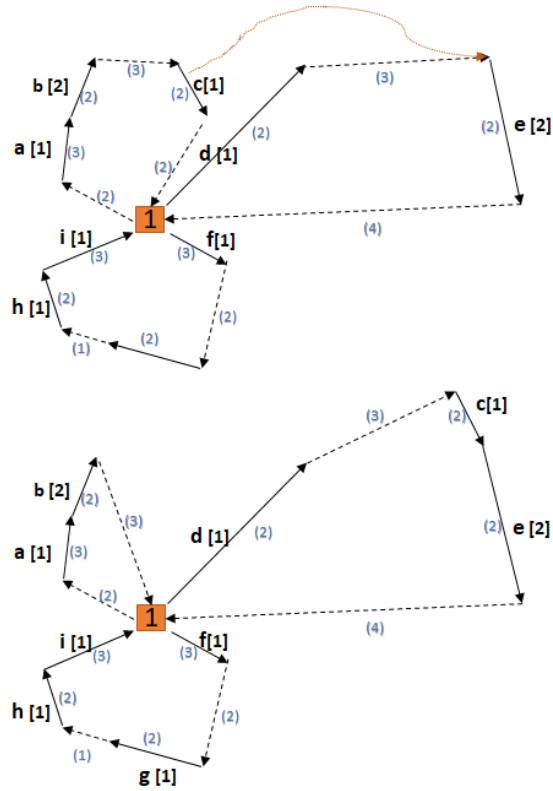 (3)
b [2]
(2)
c[1]
(2)
(3)
e [2]
(2)
a [1]
(3)
d [1]
(2)
(2)
(2)
1
(4)
i [1]
(3)
f[1]
(3)
h [1]
(2)
(2)
(2)
(1)
c[1]
(2)
(3)
b [2]
(2)
(3)
d [1]
(2)
e [2]
(2)
a [1]
(3)
(2)
1
(4)
i [1]
(3)
f[1]
(3)
h [1]
(2)
(2)
(2)
(1)
g [1]